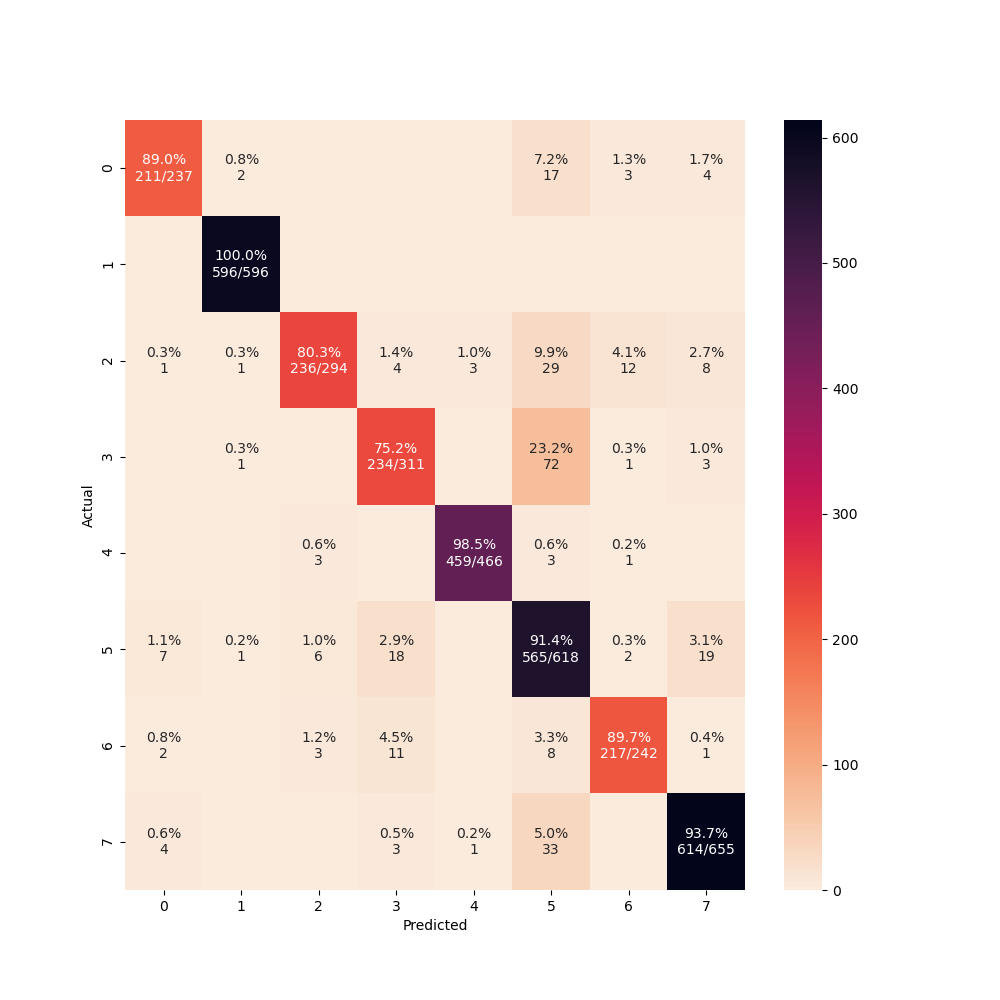 89.0% 0.8% 7.2% 1.3% 1.7%
211/237 2 17 3 4
0
100.0%
596/596
1
0.3% 0.3% 80.3% 1.4% 1.0% 9.9% 4.1% 2.7%
1 1 236/294 4 3 29 12 8
2
0.3% 75.2% 23.2% 0.3% 1.0%
1 234/311 72 1 3
3
0.6% 98.5% 0.6% 0.2%
3 459/466 3 1
4
1.1% 0.2% 1.0% 2.9% 91.4% 0.3% 3.1%
7 1 6 18 565/618 2 19
5
0.8% 1.2% 4.5% 3.3% 89.7% 0.4%
2 3 11 8 217/242 1
6
0.6% 0.5% 0.2% 5.0% 93.7%
4 3 1 33 614/655
7
Actual
0 1 2 3 4 5 6 7
Predicted
600
500
400
300
200
100
0